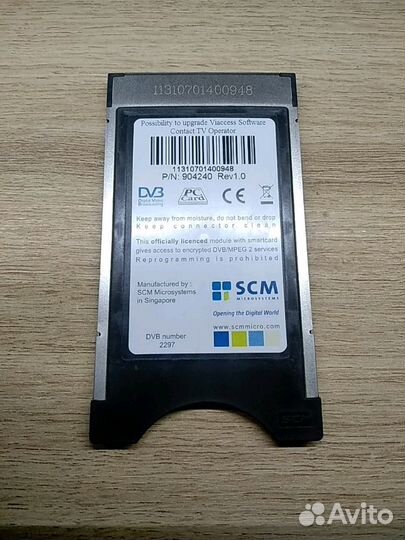 11310701400948
Possibility to upgrade Viaccess Software
Contact TV Operator
11310701400948
P/N: 904240 Rev1.0
DVB
Digital Video
Broadcasting
PC
Card
CE
Keep away from moisture, do not bend or drop
Keep connector clean
This officially licenced module with smartcard
gives access to encrypted DVB/MPEG 2 services
Reprogramming is prohibited
Manufactured by :
SCM Microsystems
in Singapore
SCM
MICROSYSTEMS
Opening the Digital World
www.scmmicro.com
DVB number
2297
Avito